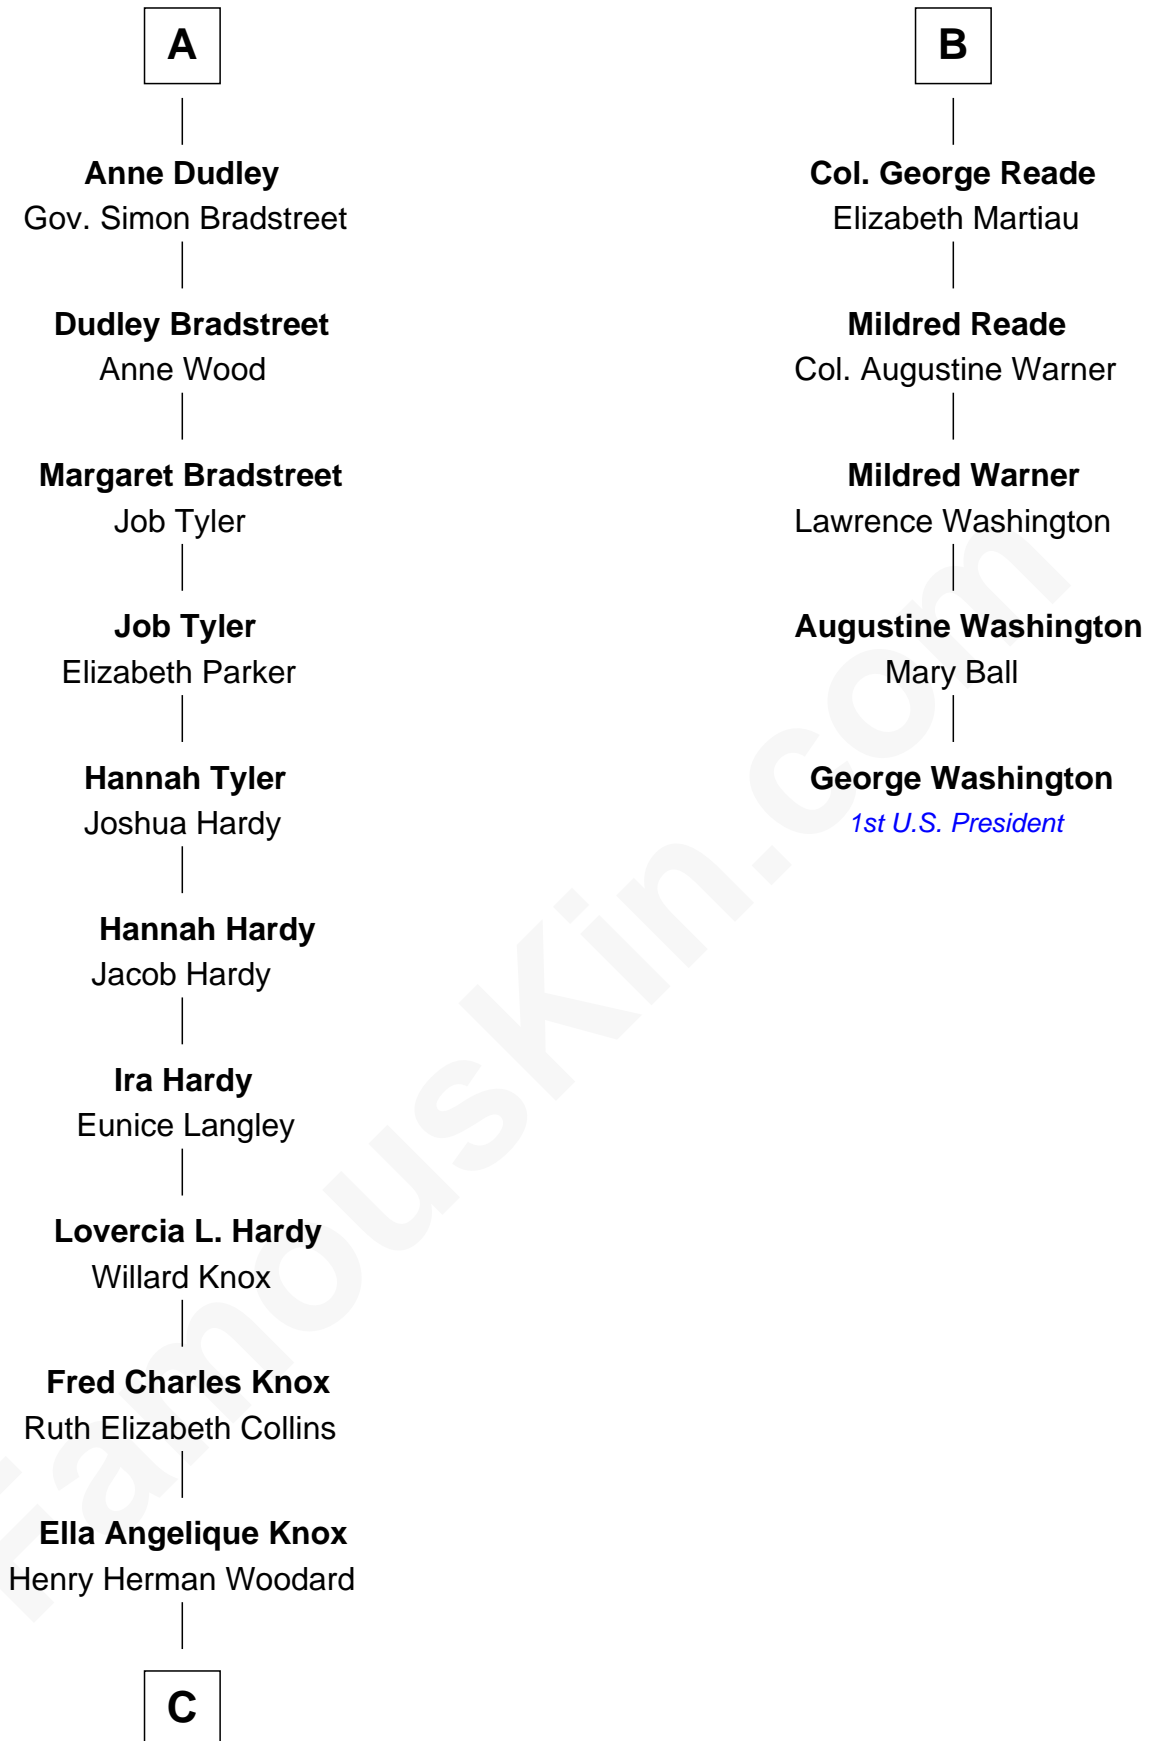 A
Anne Dudley
Gov. Simon Bradstreet
Dudley Bradstreet
Anne Wood
Margaret Bradstreet
Job Tyler
Job Tyler
Elizabeth Parker
Hannah Tyler
Joshua Hardy
Hannah Hardy
Jacob Hardy
Ira Hardy
Eunice Langley
Lovercia L. Hardy
Willard Knox
Fred Charles Knox
Ruth Elizabeth Collins
Ella Angelique Knox
Henry Herman Woodard
C
B
Col. George Reade
Elizabeth Martiau
Mildred Reade
Col. Augustine Warner
Mildred Warner
Lawrence Washington
Augustine Washington
Mary Ball
George Washington
1st U.S. President
FamousKin.com